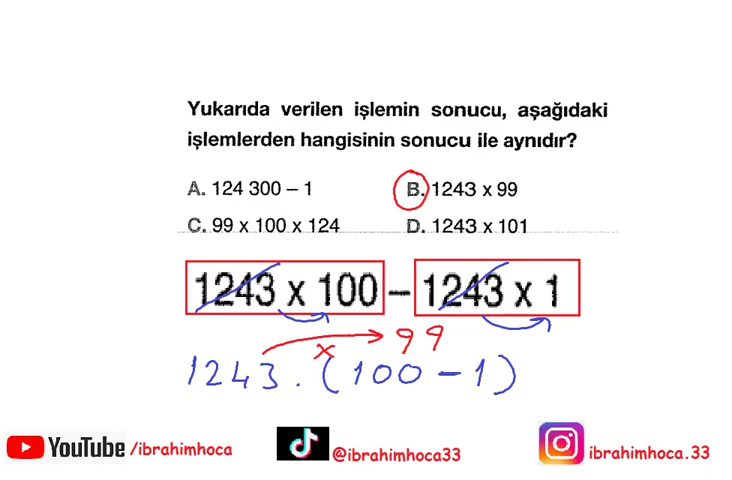 Yukarıda verilen işlemin sonucu, aşağıdaki
işlemlerden hangisinin sonucu ile aynıdır?
A. 124 300 – 1
B. 1243 x 99
C. 99 x 100 x 124
D. 1243 x 101
1243 x 100 – 1243 x 1
x 99
1243 . (100 – 1)
YouTube /ibrahimhoca
@ibrahimhoca33
ibrahimhoca.33